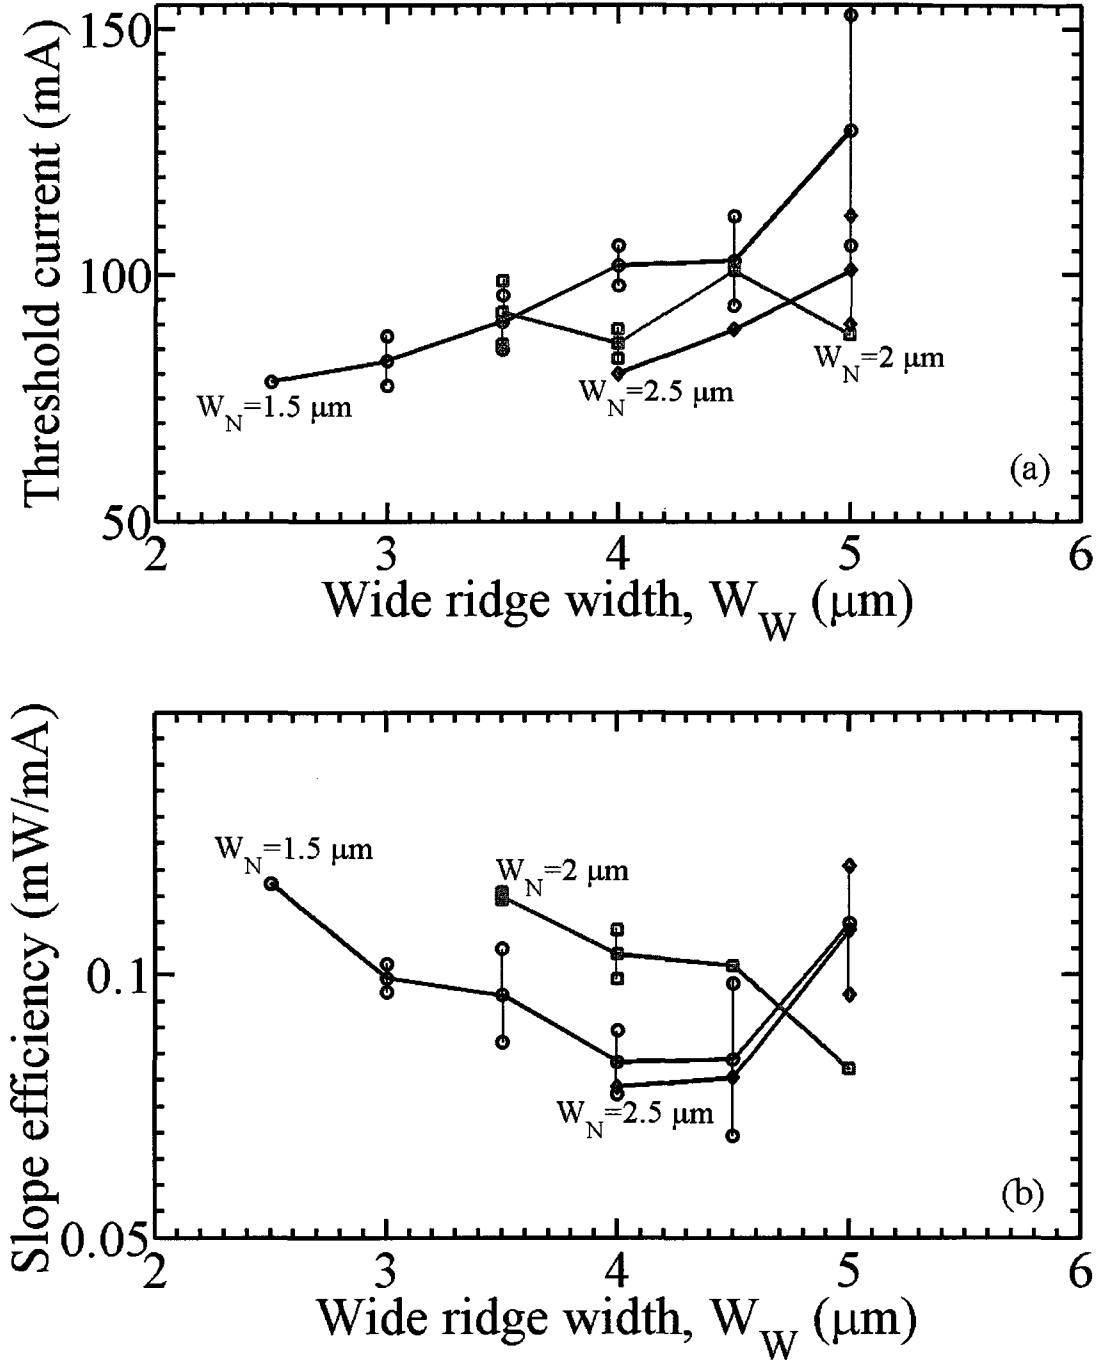 150
100
50
Threshold current (mA)
W_N=1.5 μm
W_N=2.5 μm
W_N=2 μm
(a)
2 3 4 5 6
Wide ridge width, W_W (μm)
0.1
0.05
Slope efficiency (mW/mA)
W_N=1.5 μm
W_N=2 μm
W_N=2.5 μm
(b)
2 3 4 5 6
Wide ridge width, W_W (μm)